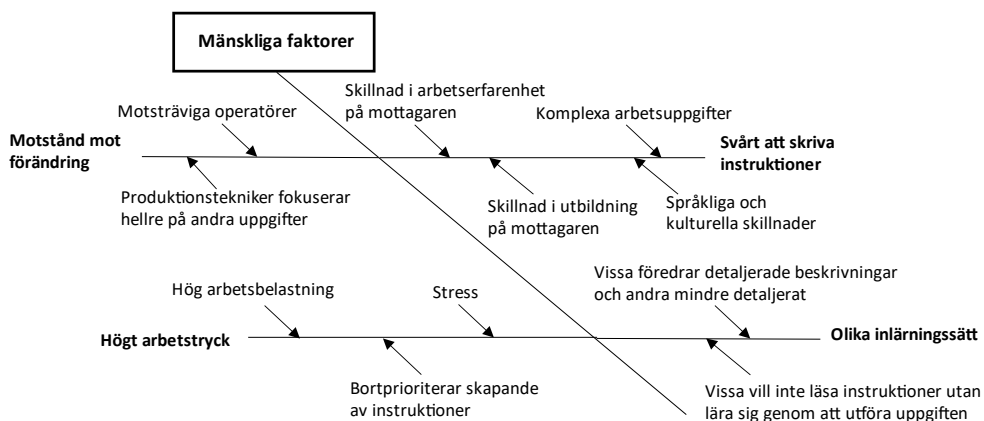 Mänskliga faktorer
Motsträviga operatörer
Skillnad i arbetserfarenhet
på mottagaren
Komplexa arbetsuppgifter
Motstånd mot
förändring
Svårt att skriva
instruktioner
Produktionstekniker fokuserar
hellre på andra uppgifter
Skillnad i utbildning
på mottagaren
Språkliga och
kulturella skillnader
Hög arbetsbelastning
Stress
Vissa föredrar detaljerade beskrivningar
och andra mindre detaljerat
Högt arbetstryck
Olika inlärningssätt
Bortprioriterar skapande
av instruktioner
Vissa vill inte läsa instruktioner utan
lära sig genom att utföra uppgiften